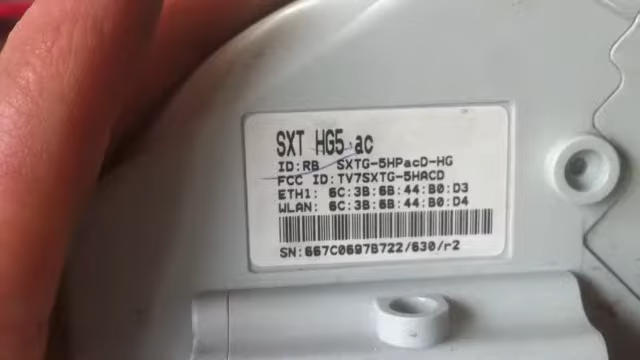 SXT HG5 ac
ID:RB SXTG-5HPacD-HG
FCC ID:TV7SXTG-5HACD
ETH1: 6C:3B:6B:44:B0:D3
WLAN: 6C:3B:6B:44:B0:D4
SN:667C0697B722/630/r2